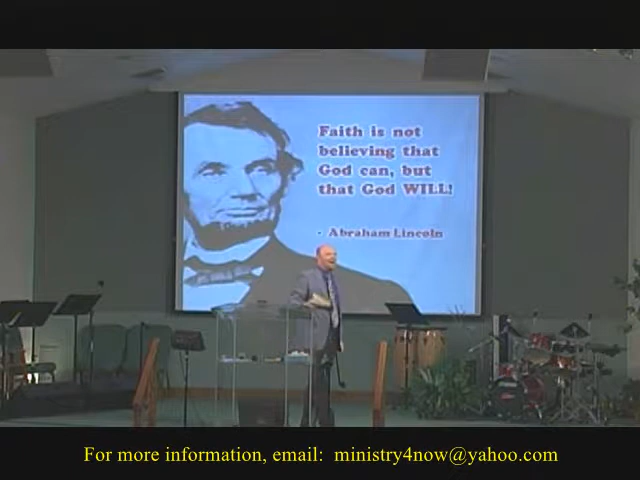 Faith is not
believing that
God can, but
that God WILL!
- Abraham Lincoln
For more information, email: ministry4now@yahoo.com